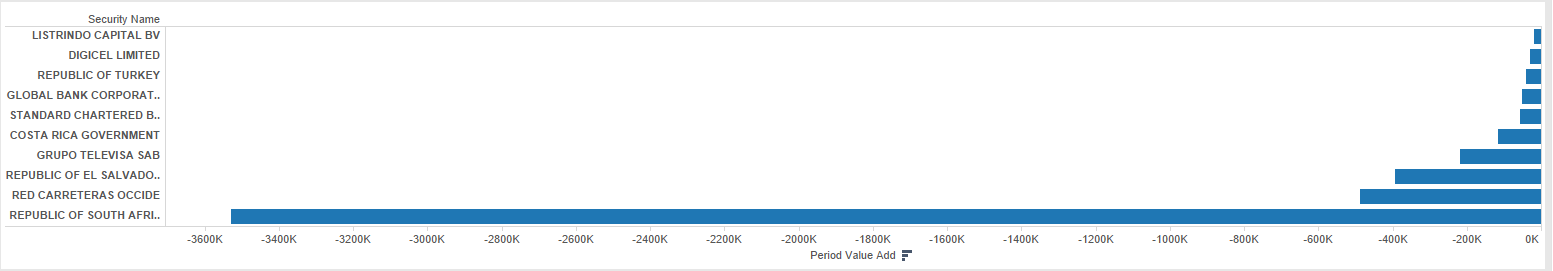 Security Name
LISTRINDO CAPITAL BV
DIGICEL LIMITED
REPUBLIC OF TURKEY
GLOBAL BANK CORPORAT..
STANDARD CHARTERED B..
COSTA RICA GOVERNMENT
GRUPO TELEVISA SAB
REPUBLIC OF EL SALVADO..
RED CARRETERAS OCCIDE
REPUBLIC OF SOUTH AFRI..
-3600K -3400K -3200K -3000K -2800K -2600K -2400K -2200K -2000K -1800K -1600K -1400K -1200K -1000K -800K -600K -400K -200K 0K
Period Value Add